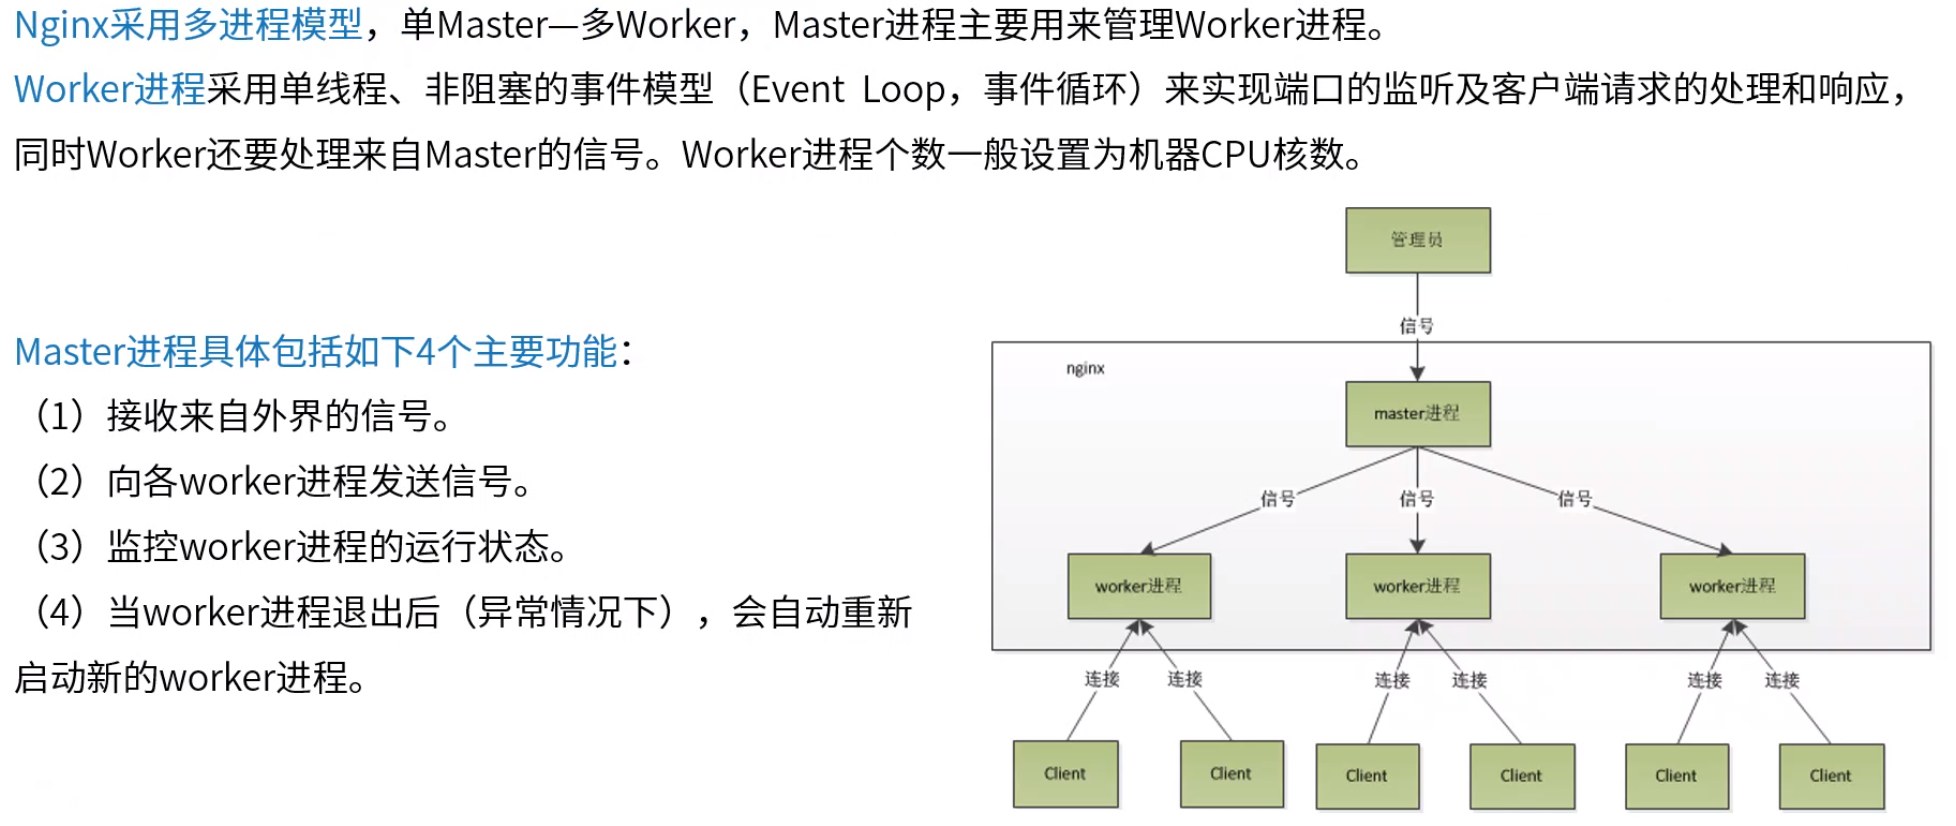 Nginx采用多进程模型，单Master—多Worker，Master进程主要用来管理Worker进程。
Worker进程采用单线程、非阻塞的事件模型（Event Loop，事件循环）来实现端口的监听及客户端请求的处理和响应，
同时Worker还要处理来自Master的信号。Worker进程个数一般设置为机器CPU核数。
Master进程具体包括如下4个主要功能：
（1）接收来自外界的信号。
（2）向各worker进程发送信号。
（3）监控worker进程的运行状态。
（4）当worker进程退出后（异常情况下），会自动重新
启动新的worker进程。
管理员
信号
nginx
master进程
信号 信号 信号
worker进程 worker进程 worker进程
连接 连接 连接 连接 连接 连接
Client Client Client Client Client Client